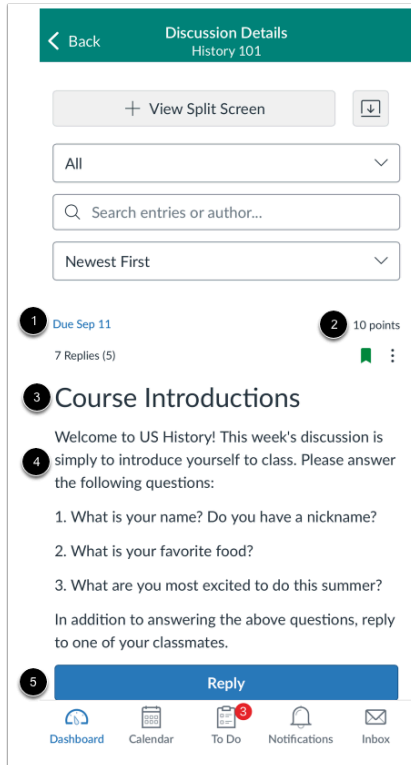 Back
Discussion Details
History 101
View Split Screen
All
Search entries or author...
Newest First
1 Due Sep 11
2 10 points
7 Replies (5)
3 Course Introductions
Welcome to US History! This week's discussion is
4 simply to introduce yourself to class. Please answer
the following questions:
1. What is your name? Do you have a nickname?
2. What is your favorite food?
3. What are you most excited to do this summer?
In addition to answering the above questions, reply
to one of your classmates.
5 Reply
3
Dashboard Calendar To Do Notifications Inbox